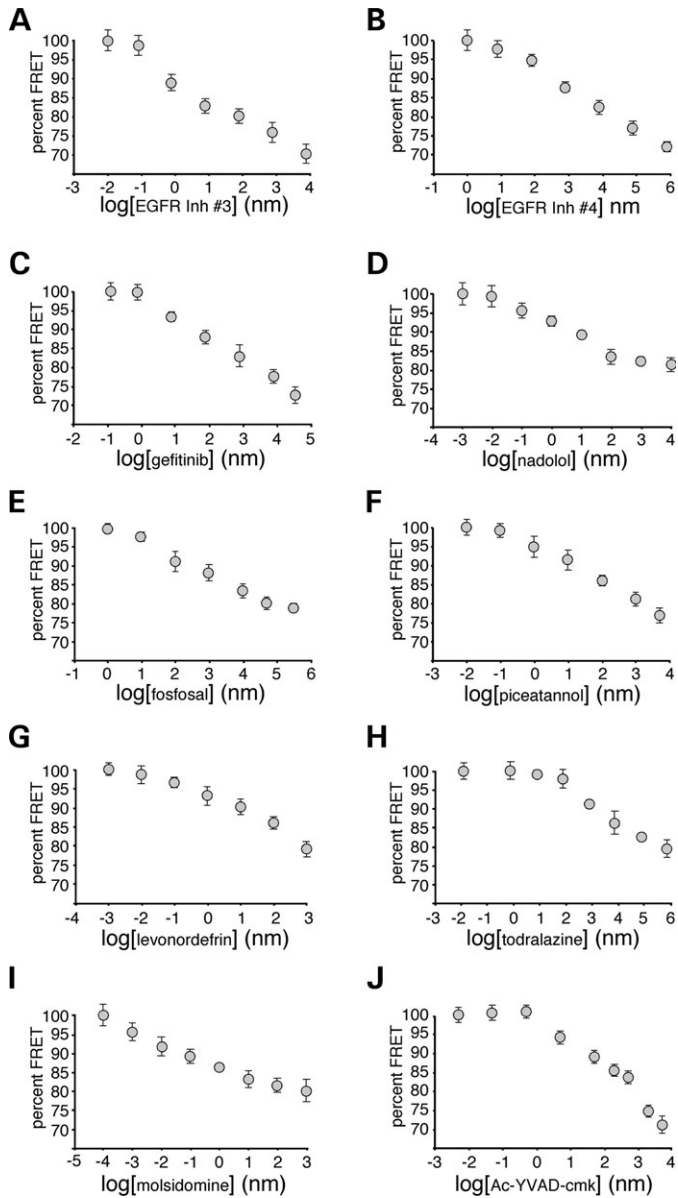 A
percent FRET
100
95
90
85
80
75
70
-3 -2 -1 0 1 2 3 4
log[EGFR Inh #3] (nm)
B
percent FRET
100
95
90
85
80
75
70
-1 0 1 2 3 4 5 6
log[EGFR Inh #4] nm
C
percent FRET
100
95
90
85
80
75
70
-2 -1 0 1 2 3 4 5
log[gefitinib] (nm)
D
percent FRET
100
95
90
85
80
75
70
-4 -3 -2 -1 0 1 2 3 4
log[nadolol] (nm)
E
percent FRET
100
95
90
85
80
75
70
-1 0 1 2 3 4 5 6
log[fosfosal] (nm)
F
percent FRET
100
95
90
85
80
75
70
-3 -2 -1 0 1 2 3 4
log[piceatannol] (nm)
G
percent FRET
100
95
90
85
80
75
70
-4 -3 -2 -1 0 1 2 3
log[levonordefrin] (nm)
H
percent FRET
100
95
90
85
80
75
70
-3 -2 -1 0 1 2 3 4 5 6
log[todralazine] (nm)
I
percent FRET
100
95
90
85
80
75
70
-5 -4 -3 -2 -1 0 1 2 3
log[molsidomine] (nm)
J
percent FRET
100
95
90
85
80
75
70
-3 -2 -1 0 1 2 3 4
log[Ac-YVAD-cmk] (nm)